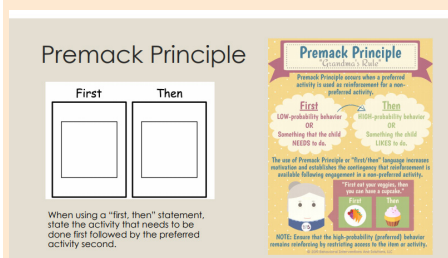 Premack Principle
First Then
When using a "first, then" statement,
state the activity that needs to be
done first followed by the preferred
activity second.
Premack Principle
"Grandma's Rule"
Premack Principle occurs when a preferred
activity is used as reinforcement for a non-
preferred activity.
First
LOW-probability behavior
OR
Something that the child
NEEDS to do.
Then
HIGH-probability behavior
OR
Something the child
LIKES to do.
The use of Premack Principle or "first/then" language increases
motivation and establishes the contingency that reinforcement is
available following engagement in a non-preferred activity.
"First eat your veggies, then
you can have a cupcake."
First Then
NOTE: Ensure that the high-probability (preferred) behavior
remains reinforcing by restricting access to the item or activity.